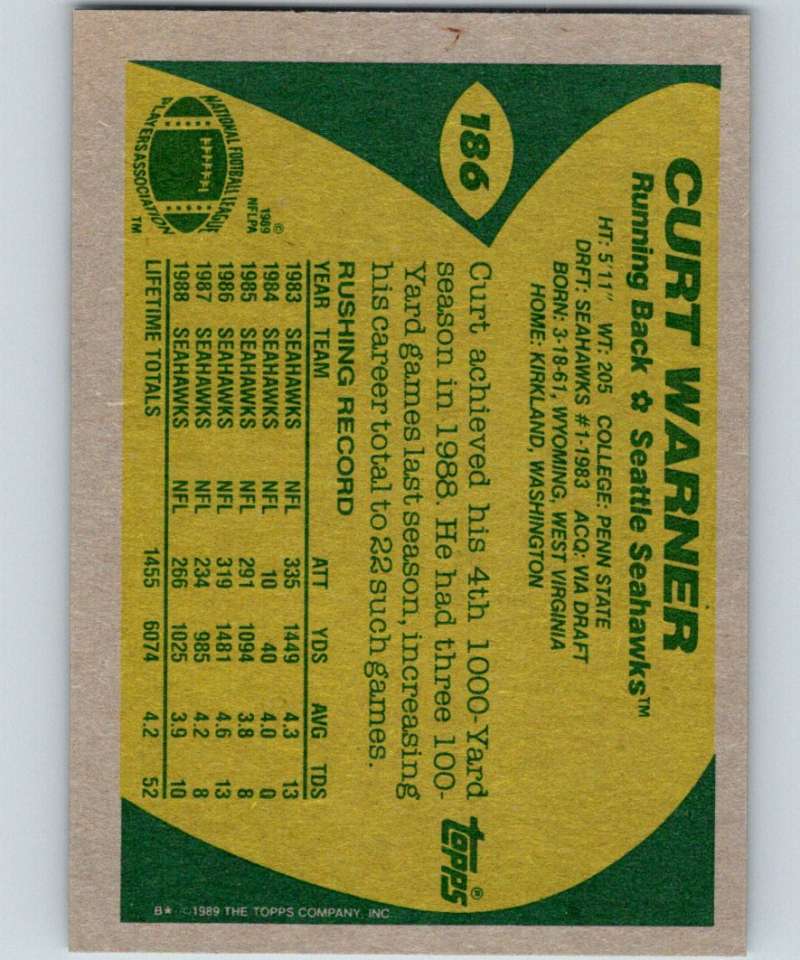 186
CURT WARNER
Running Back ✿ Seattle Seahawks™
HT: 5'11" WT: 205 COLLEGE: PENN STATE
DRFT: SEAHAWKS #1-1983 ACQ: VIA DRAFT
BORN: 3-18-61, WYOMING, WEST VIRGINIA
HOME: KIRKLAND, WASHINGTON
Curt achieved his 4th 1000-Yard
season in 1988. He had three 100-
Yard games last season, increasing
his career total to 22 such games.
RUSHING RECORD
YEAR TEAM ATT YDS AVG TDS
1983 SEAHAWKS NFL 335 1449 4.3 13
1984 SEAHAWKS NFL 10 40 4.0 0
1985 SEAHAWKS NFL 291 1094 3.8 8
1986 SEAHAWKS NFL 319 1481 4.6 13
1987 SEAHAWKS NFL 234 985 4.2 8
1988 SEAHAWKS NFL 266 1025 3.9 10
LIFETIME TOTALS 1455 6074 4.2 52
NATIONAL FOOTBALL LEAGUE
PLAYERS ASSOCIATION
™
©
1989
NFLPA
topps®
B* ©1989 THE TOPPS COMPANY, INC.